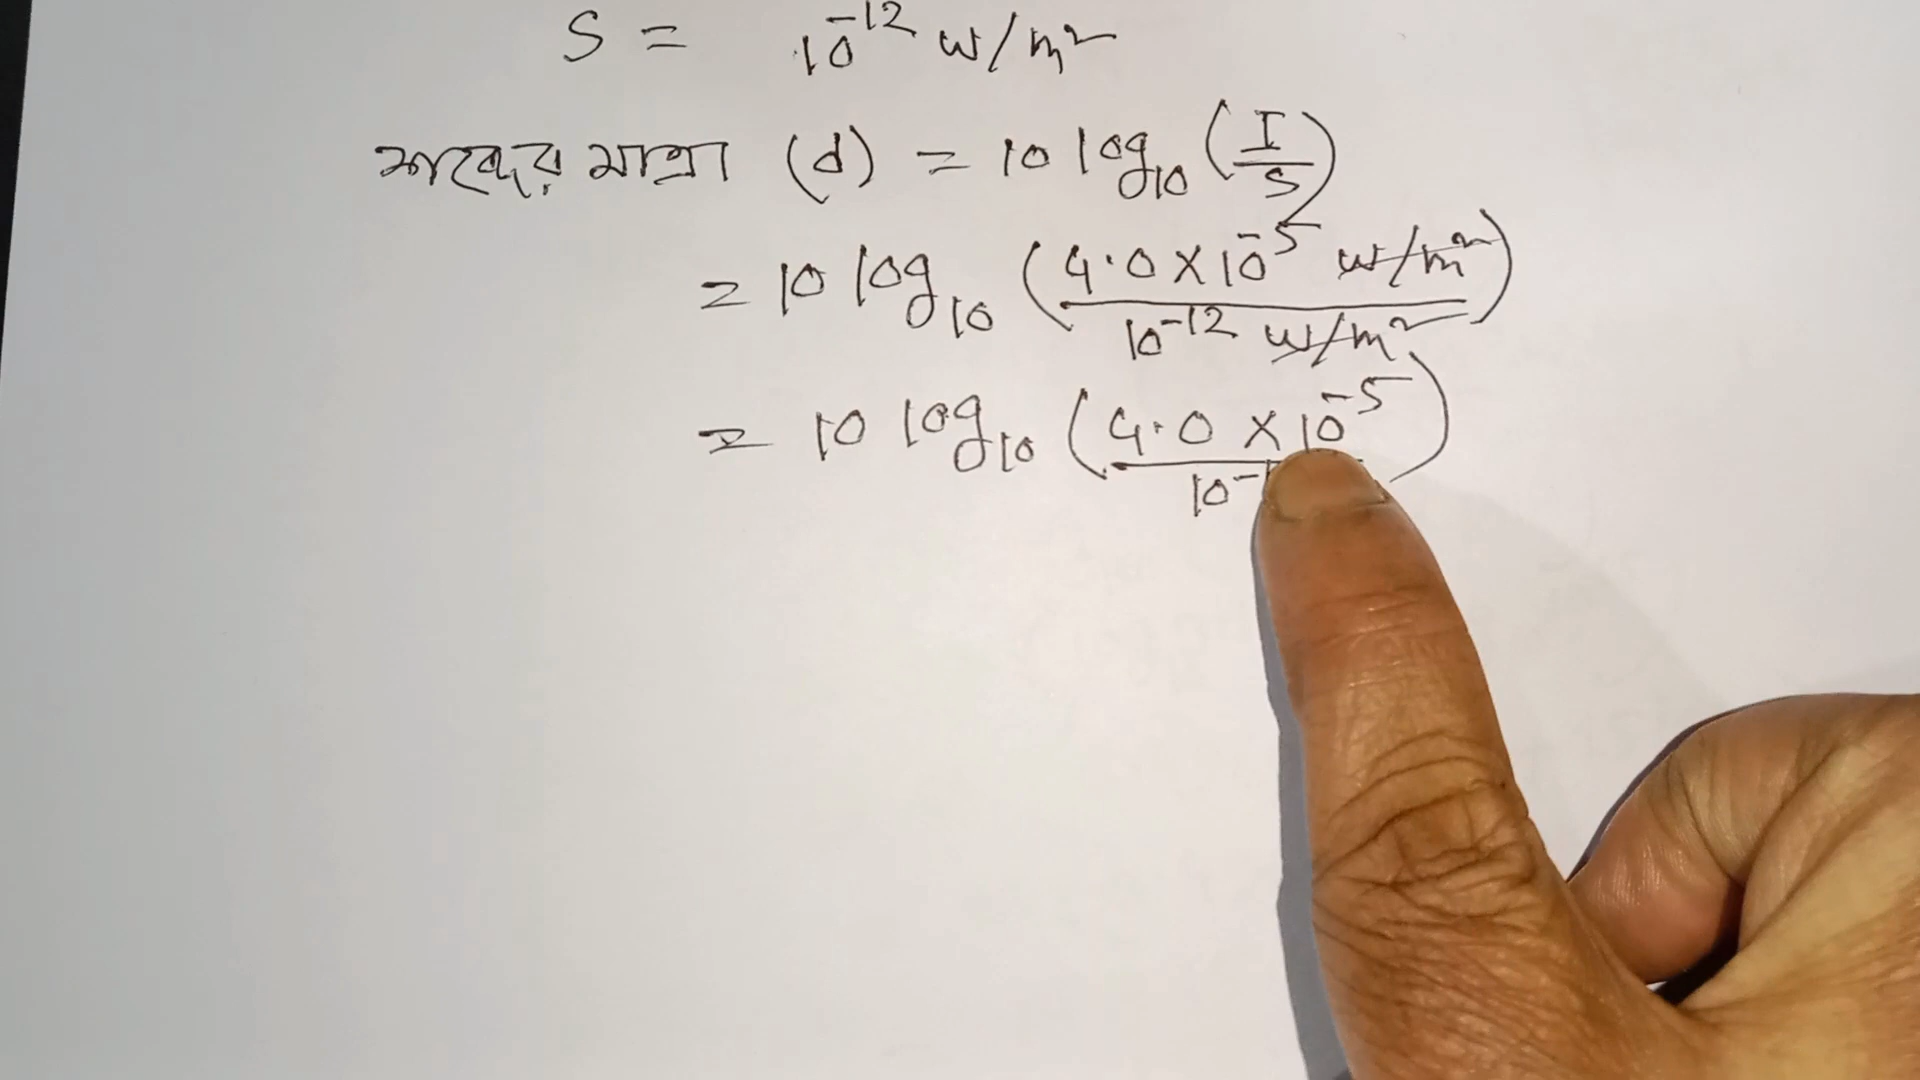 S = 10⁻¹² w/m²
শব্দের মাত্রা (d) = 10 log₁₀ (I/S)
= 10 log₁₀ (4.0 × 10⁻⁵ w/m² / 10⁻¹² w/m²)
= 10 log₁₀ (4.0 × 10⁻⁵ / 10⁻¹)